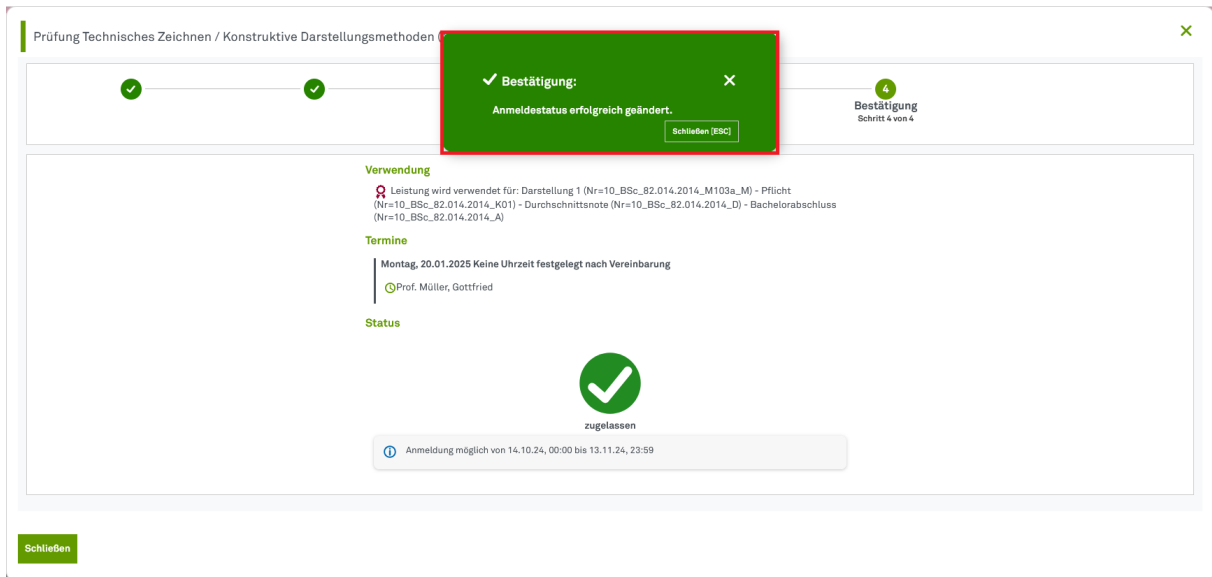 Prüfung Technisches Zeichnen / Konstruktive Darstellungsmethoden
Bestätigung:
Anmeldestatus erfolgreich geändert.
Schließen [ESC]
4
Bestätigung
Schritt 4 von 4
Verwendung
Leistung wird verwendet für: Darstellung 1 (Nr=10_BSc_82.014.2014_M103a_M) - Pflicht
(Nr=10_BSc_82.014.2014_K01) - Durchschnittsnote (Nr=10_BSc_82.014.2014_D) - Bachelorabschluss
(Nr=10_BSc_82.014.2014_A)
Termine
Montag, 20.01.2025 Keine Uhrzeit festgelegt nach Vereinbarung
Prof. Müller, Gottfried
Status
zugelassen
Anmeldung möglich von 14.10.24, 00:00 bis 13.11.24, 23:59
Schließen